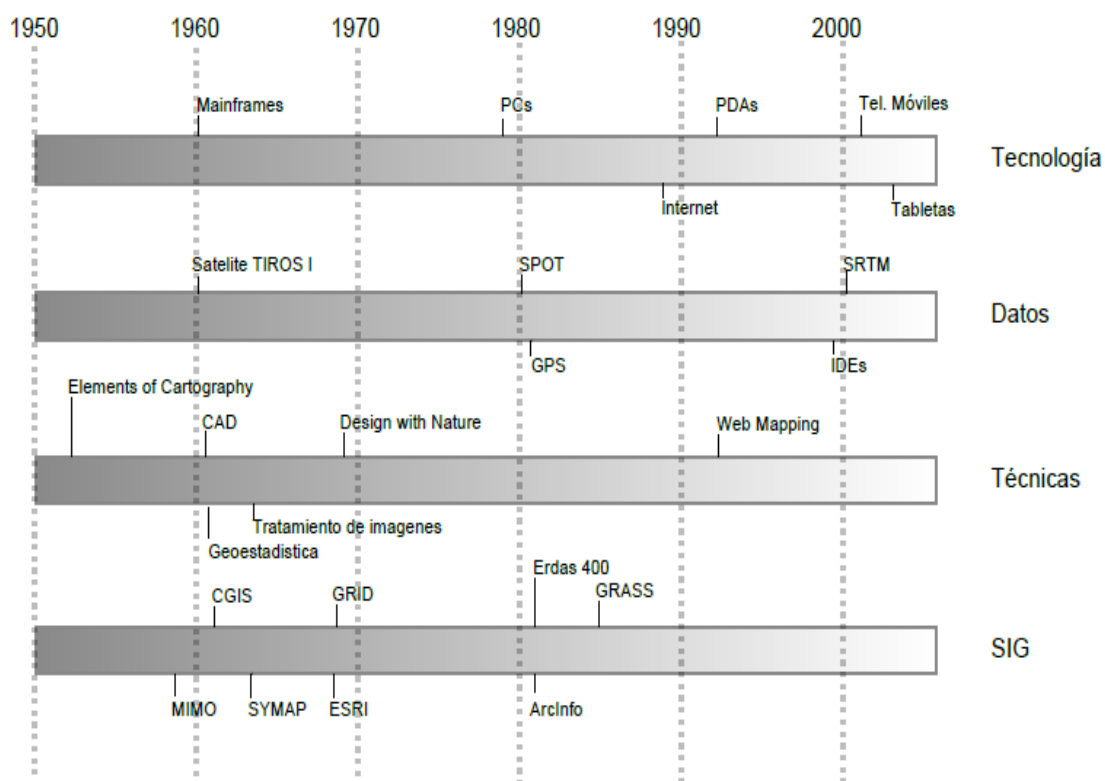 1950 1960 1970 1980 1990 2000
Mainframes PCs PDAs Tel. Móviles
Tecnología
Internet Tabletas
Satelite TIROS I SPOT SRTM
Datos
GPS IDEs
Elements of Cartography
CAD Design with Nature Web Mapping
Técnicas
Tratamiento de imagenes
Geoestadistica
Erdas 400
CGIS GRID GRASS
SIG
MIMO SYMAP ESRI ArcInfo